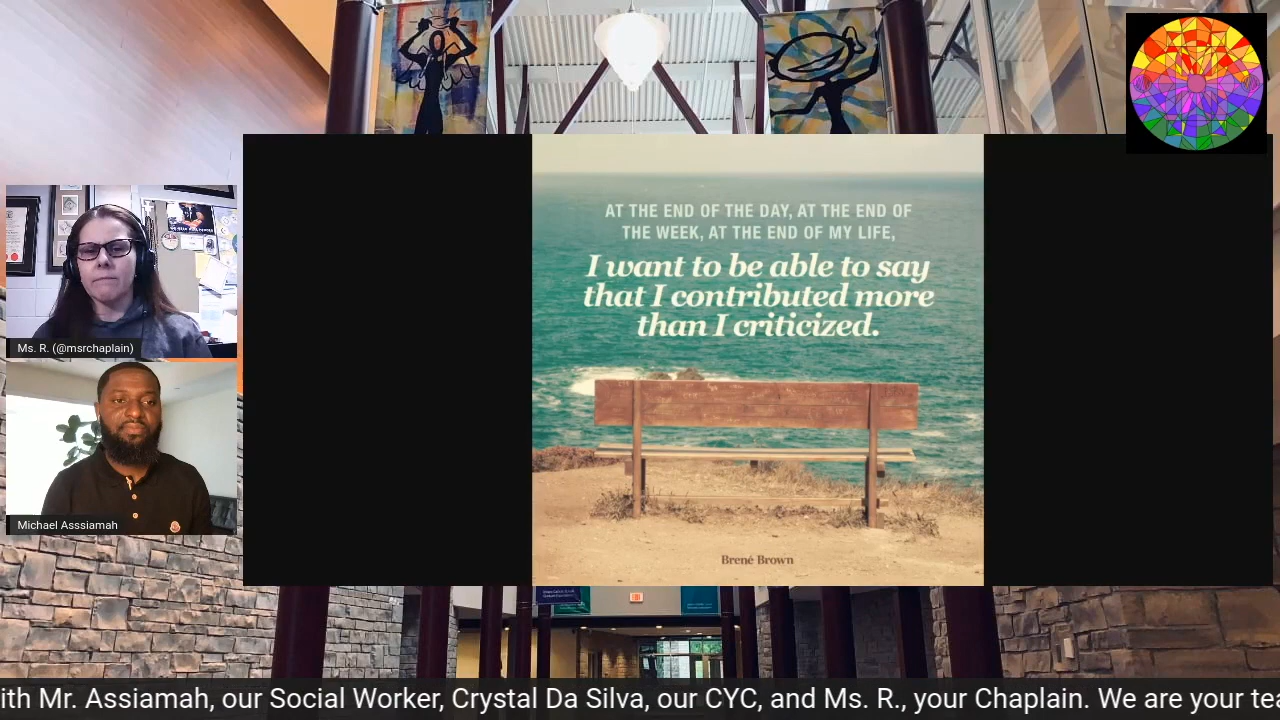 AT THE END OF THE DAY, AT THE END OF
THE WEEK, AT THE END OF MY LIFE,
I want to be able to say
that I contributed more
than I criticized.
Brené Brown
Ms. R. (@msrchaplain)
Michael Asssiamah
EXIT
ith Mr. Assiamah, our Social Worker, Crystal Da Silva, our CYC, and Ms. R., your Chaplain. We are your tea